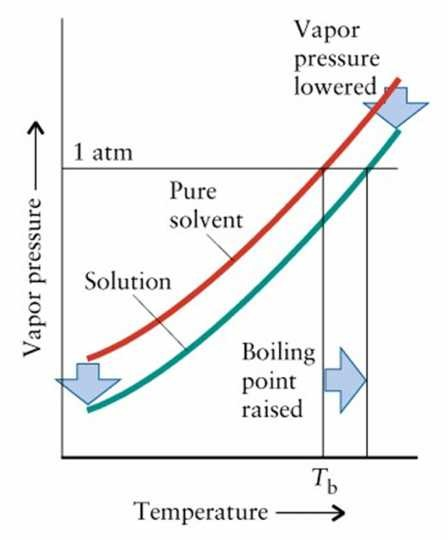 Vapor
pressure
lowered
1 atm
Pure
solvent
Solution
Boiling
point
raised
Vapor pressure
Tb
Temperature